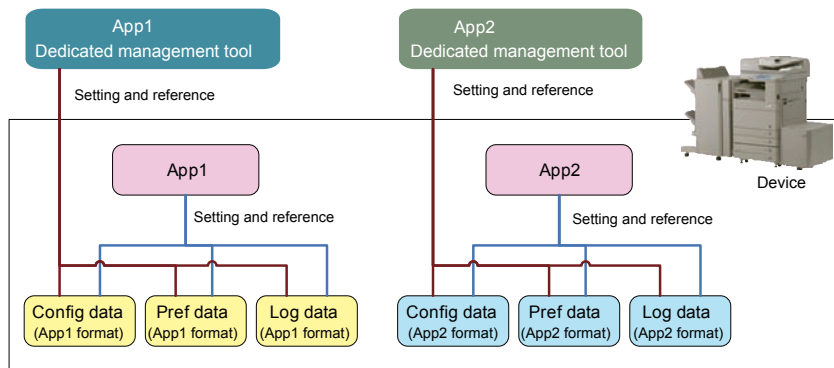 App1
Dedicated management tool
App2
Dedicated management tool
Setting and reference
Setting and reference
Device
App1
App2
Setting and reference
Setting and reference
Config data
(App1 format)
Pref data
(App1 format)
Log data
(App1 format)
Config data
(App2 format)
Pref data
(App2 format)
Log data
(App2 format)